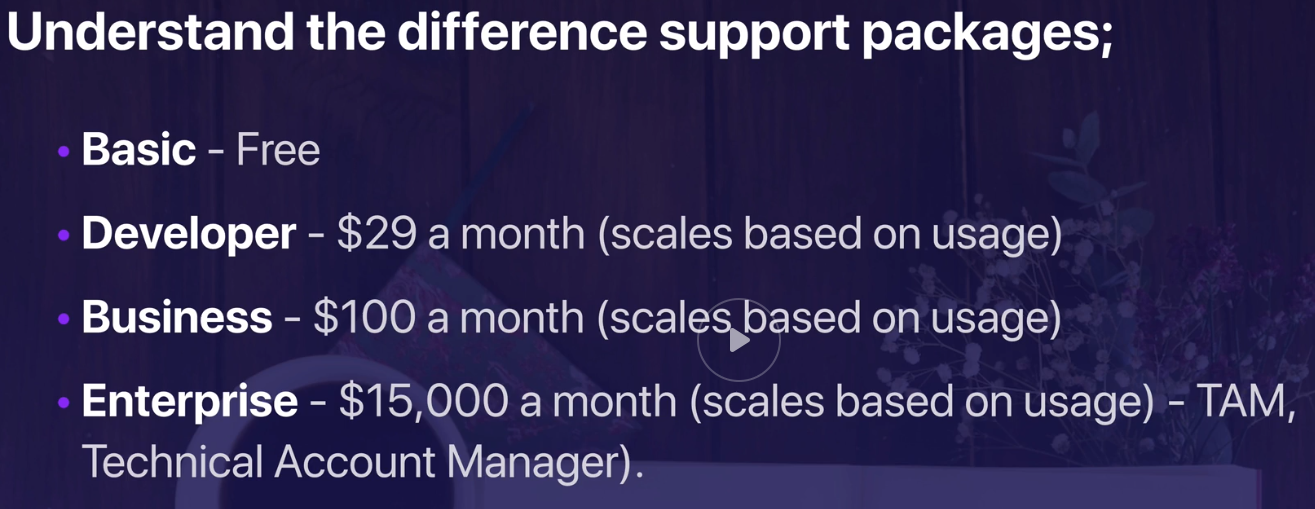 Understand the difference support packages;
• Basic - Free
• Developer - $29 a month (scales based on usage)
• Business - $100 a month (scales based on usage)
• Enterprise - $15,000 a month (scales based on usage) - TAM,
Technical Account Manager).